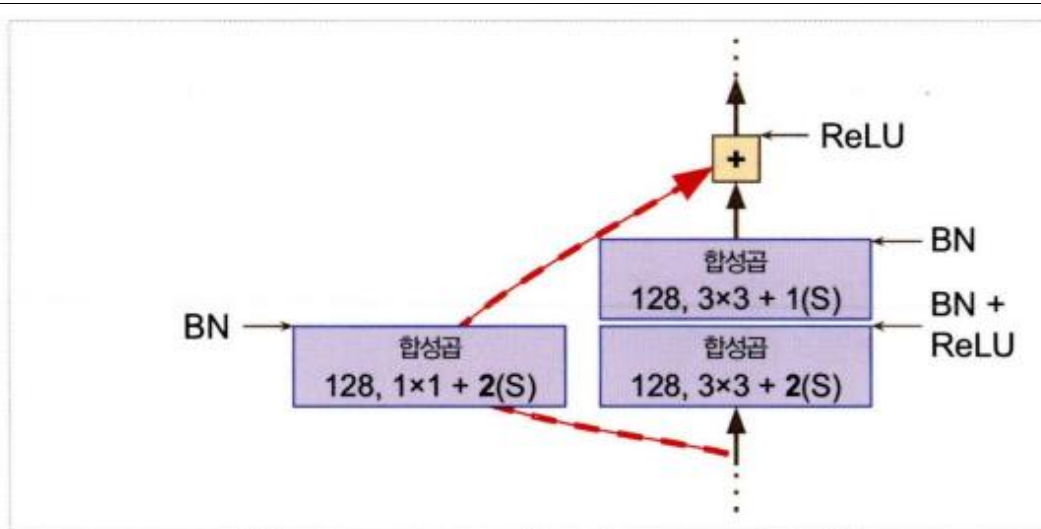 ReLU
+
BN
합성곱
128, 3×3 + 1(S)
BN +
ReLU
BN
합성곱
128, 1×1 + 2(S)
합성곱
128, 3×3 + 2(S)